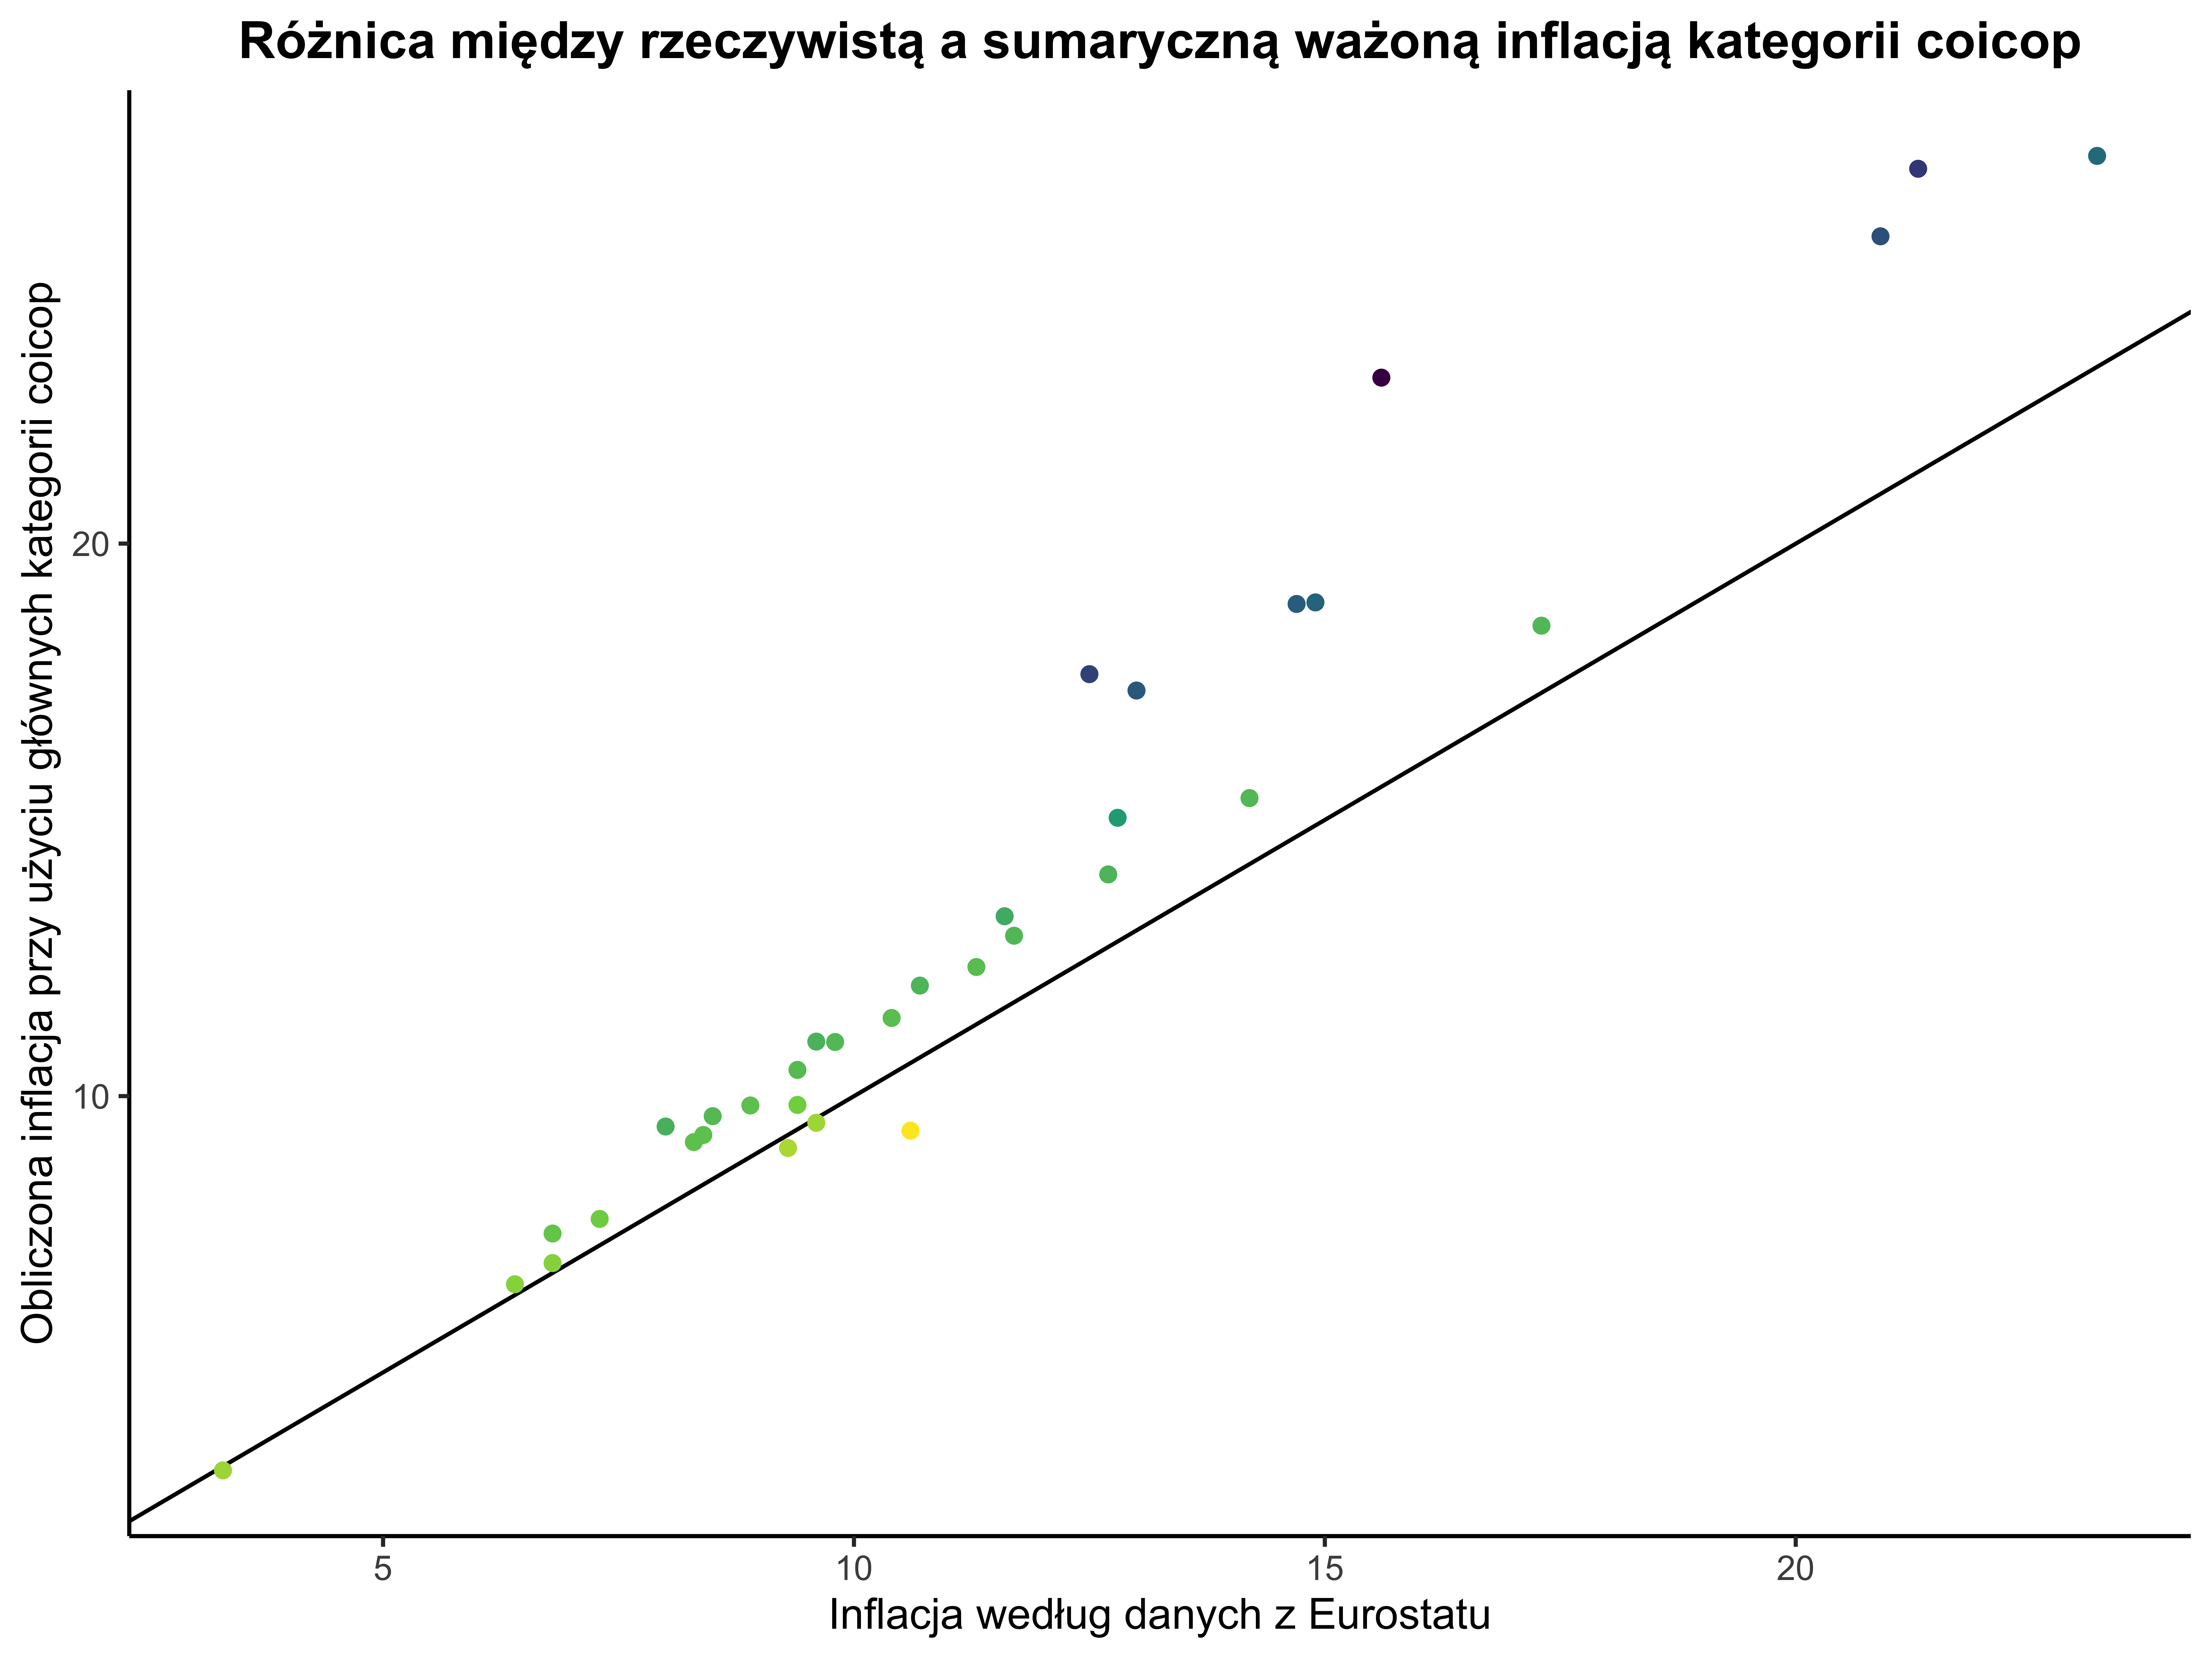 Różnica między rzeczywistą a sumaryczną ważoną inflacją kategorii coicop
Obliczona inflacja przy użyciu głównych kategorii coicop
20
10
5
10
15
20
Inflacja według danych z Eurostatu